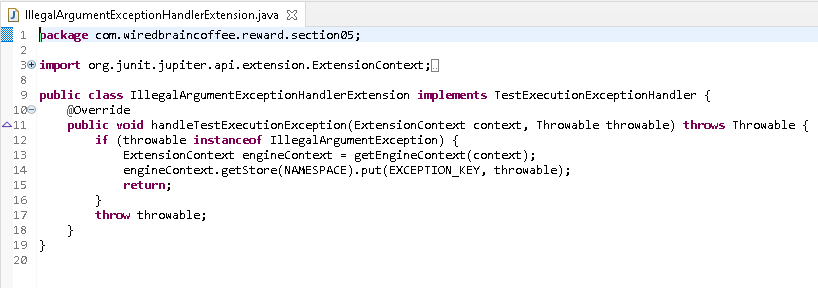 IllegalArgumentExceptionHandlerExtension.java
1 package com.wiredbraincoffee.reward.section05;
2
3 import org.junit.jupiter.api.extension.ExtensionContext;
8
9 public class IllegalArgumentExceptionHandlerExtension implements TestExecutionExceptionHandler {
10     @Override
11     public void handleTestExecutionException(ExtensionContext context, Throwable throwable) throws Throwable {
12         if (throwable instanceof IllegalArgumentException) {
13             ExtensionContext engineContext = getEngineContext(context);
14             engineContext.getStore(NAMESPACE).put(EXCEPTION_KEY, throwable);
15             return;
16         }
17         throw throwable;
18     }
19 }
20